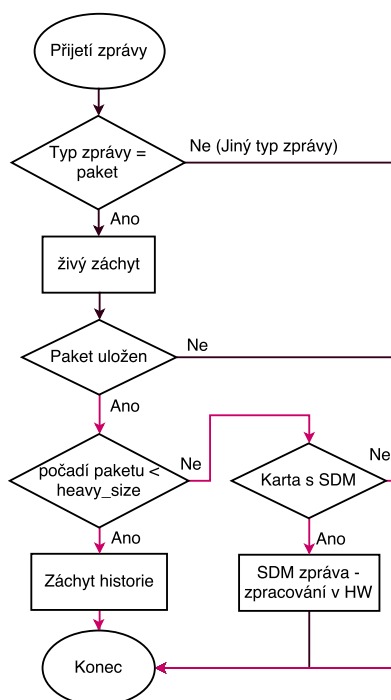 Přijetí zprávy
Typ zprávy =
paket
Ne (Jiný typ zprávy)
Ano
živý záchyt
Paket uložen
Ne
Ano
počadí paketu <
heavy_size
Ne
Karta s SDM
Ne
Ano
Ano
Záchyt historie
SDM zpráva -
zpracování v HW
Konec